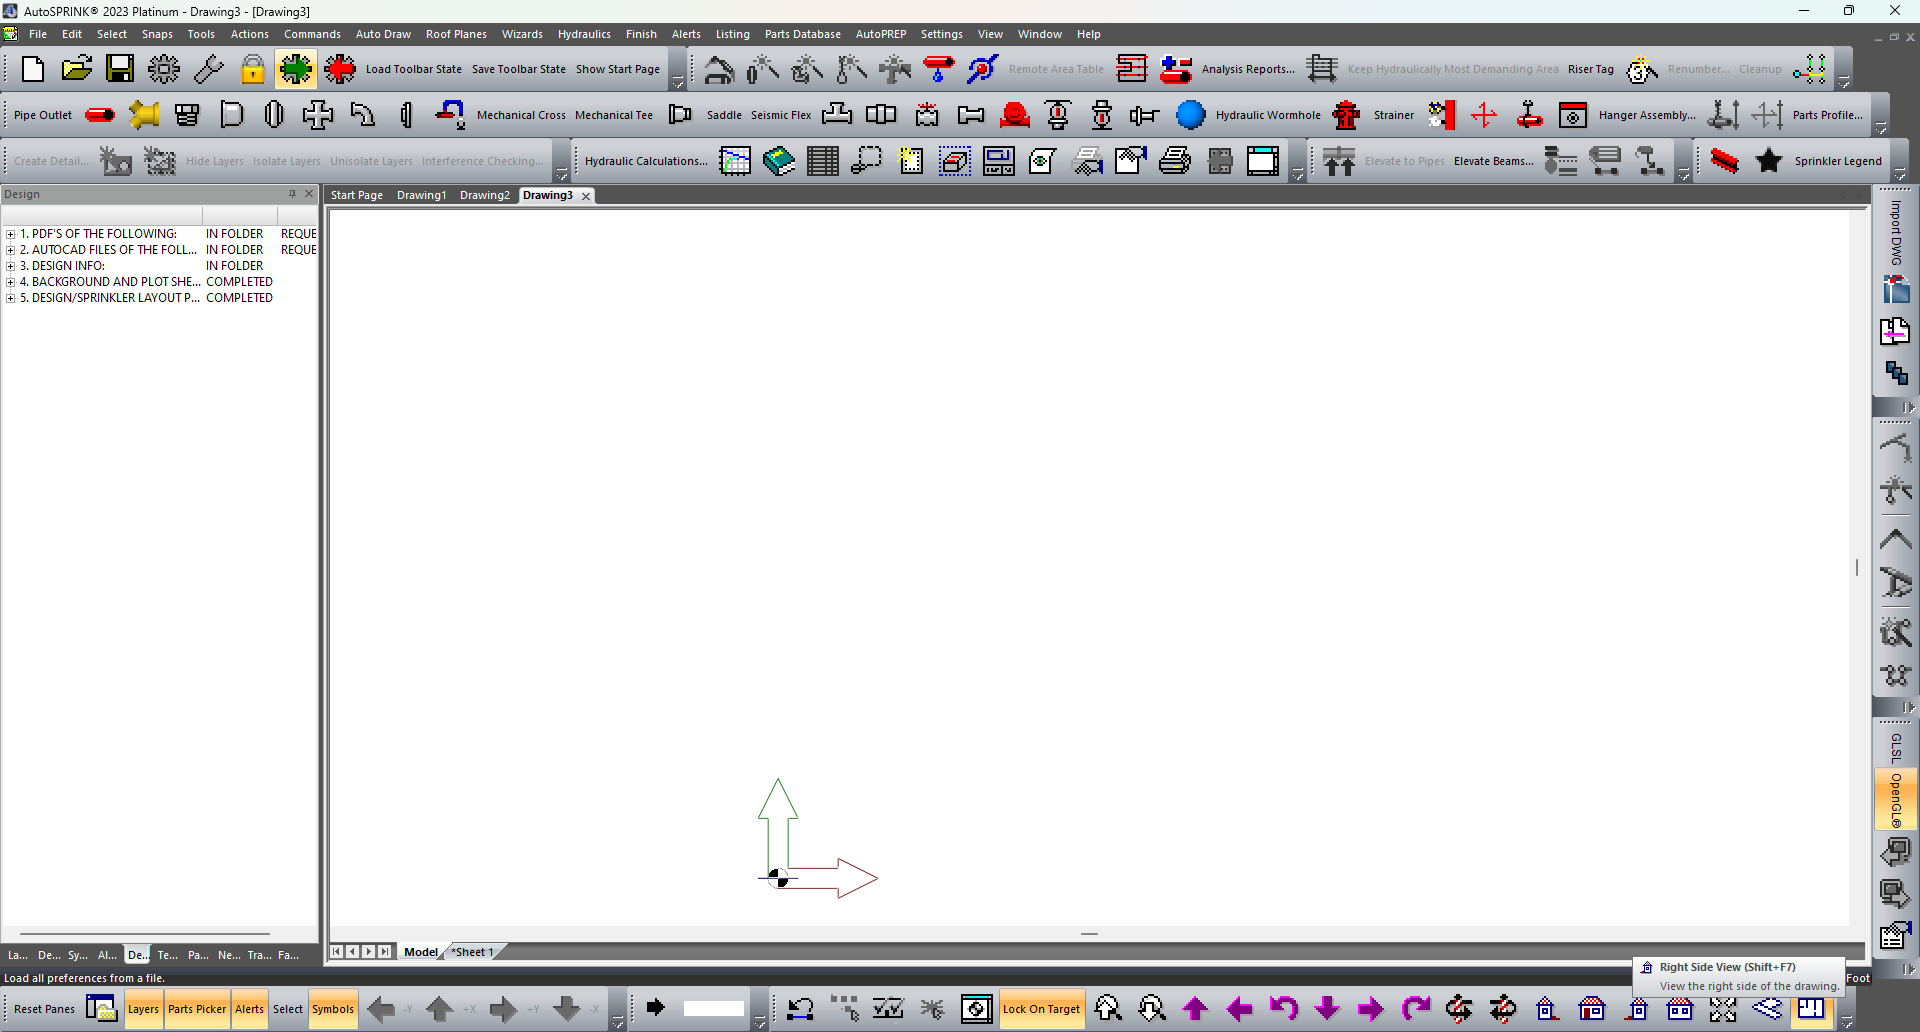 AutoSPRINK® 2023 Platinum - Drawing3 - [Drawing3]
File Edit Select Snaps Tools Actions Commands Auto Draw Roof Planes Wizards Hydraulics Finish Alerts Listing Parts Database AutoPREP Settings View Window Help
Load Toolbar State Save Toolbar State Show Start Page Remote Area Table Analysis Reports... Keep Hydraulically Most Demanding Area Riser Tag Renumber... Cleanup
Pipe Outlet Mechanical Cross Mechanical Tee Saddle Seismic Flex Hydraulic Wormhole Strainer Hanger Assembly... Parts Profile...
Create Detail... Hide Layers Isolate Layers Unisolate Layers Interference Checking... Hydraulic Calculations... Elevate to Pipes Elevate Beams... Sprinkler Legend
Design
Start Page Drawing1 Drawing2 Drawing3
1. PDF'S OF THE FOLLOWING: IN FOLDER REQUE
2. AUTOCAD FILES OF THE FOLL... IN FOLDER REQUE
3. DESIGN INFO: IN FOLDER
4. BACKGROUND AND PLOT SHE... COMPLETED
5. DESIGN/SPRINKLER LAYOUT P... COMPLETED
Import DWG
GLSL
OpenGL®
La... De... Sy... Al... De... Te... Pa... Ne... Tra... Fa...
Model *Sheet 1
Load all preferences from a file.
Right Side View (Shift+F7)
View the right side of the drawing.
Foot
Reset Panes Layers Parts Picker Alerts Select Symbols -Y +X +Y -X Lock On Target